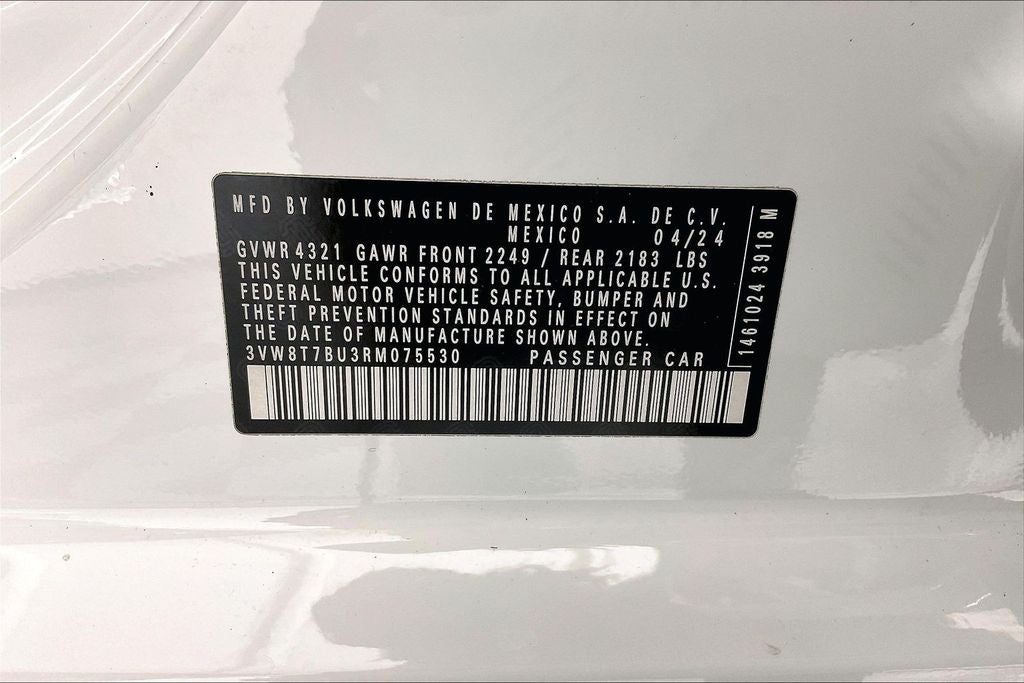 MFD BY VOLKSWAGEN DE MEXICO S.A. DE C.V.
MEXICO 04/24
GVWR 4321 GAWR FRONT 2249 / REAR 2183 LBS
THIS VEHICLE CONFORMS TO ALL APPLICABLE U.S.
FEDERAL MOTOR VEHICLE SAFETY, BUMPER AND
THEFT PREVENTION STANDARDS IN EFFECT ON
THE DATE OF MANUFACTURE SHOWN ABOVE.
3VW8T7BU3RM075530 PASSENGER CAR
1461024 3918 M